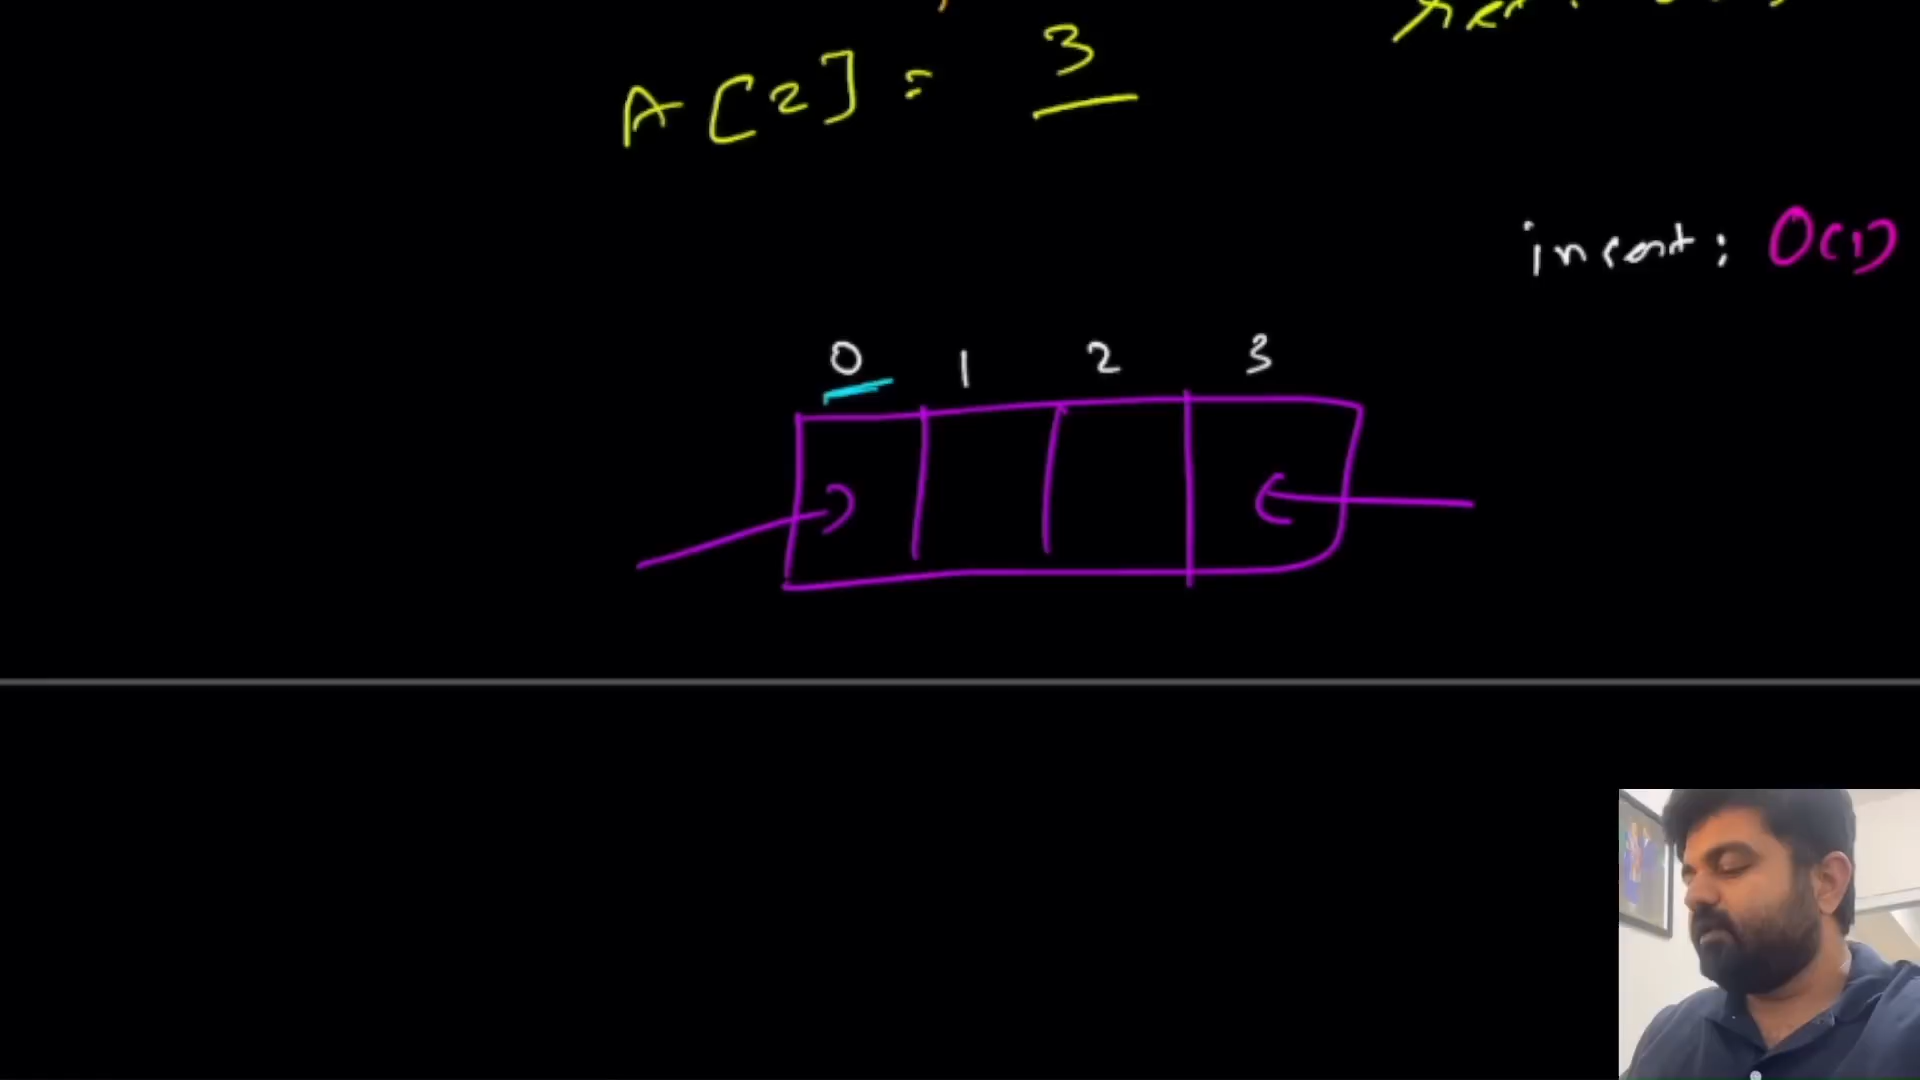 A[2] = 3
insert: O(1)
0 1 2 3